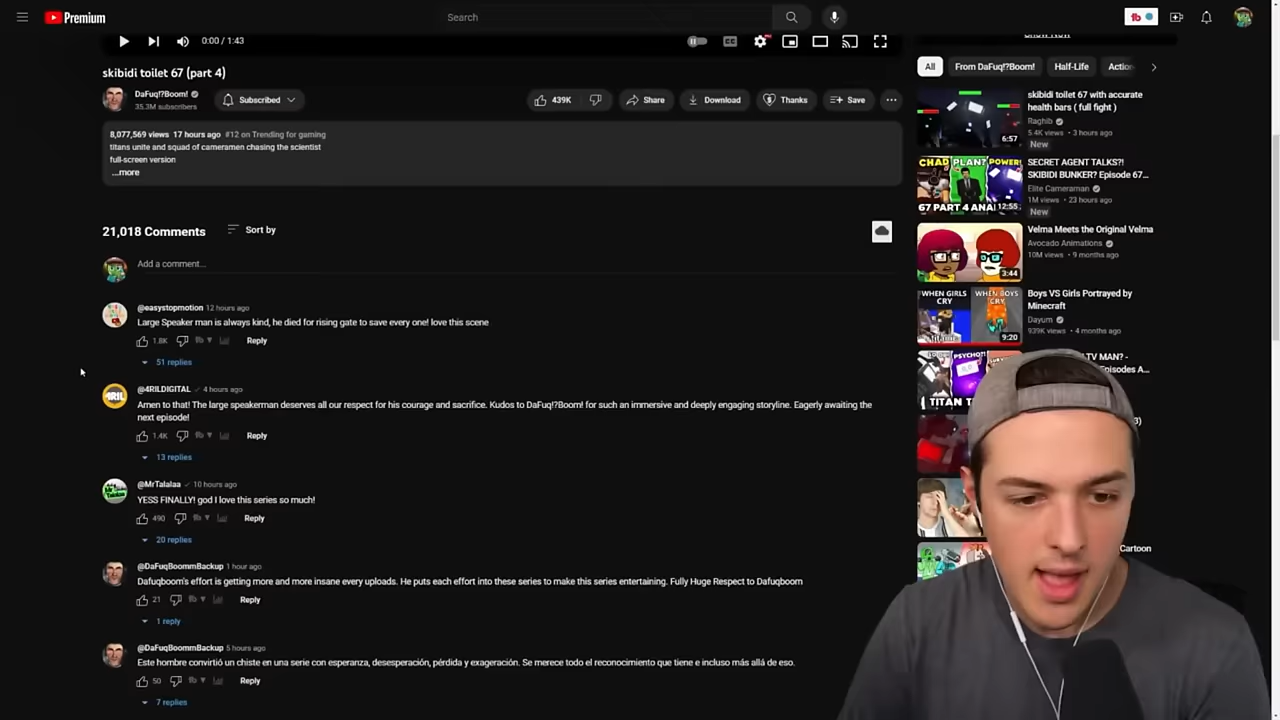 Premium
Search
0:00 / 1:43
skibidi toilet 67 (part 4)
DaFuq!?Boom!
35.3M subscribers
Subscribed
439K
Share
Download
Thanks
Save
8,077,569 views 17 hours ago #12 on Trending for gaming
titans unite and squad of cameramen chasing the scientist
full-screen version
...more
21,018 Comments
Sort by
Add a comment...
@easystopmotion 12 hours ago
Large Speaker man is always kind, he died for rising gate to save every one! love this scene
1.8K Reply
51 replies
@4RILDIGITAL 4 hours ago
Amen to that! The large speakerman deserves all our respect for his courage and sacrifice. Kudos to DaFuq!?Boom! for such an immersive and deeply engaging storyline. Eagerly awaiting the
next episode!
1.4K Reply
13 replies
@MrTalalaa 10 hours ago
YESS FINALLY! god I love this series so much!
490 Reply
20 replies
@DaFuqBoommBackup 1 hour ago
Dafuqboom's effort is getting more and more insane every uploads. He puts each effort into these series to make this series entertaining. Fully Huge Respect to Dafuqboom
21 Reply
1 reply
@DaFuqBoommBackup 5 hours ago
Este hombre convirtió un chiste en una serie con esperanza, desesperación, pérdida y exageración. Se merece todo el reconocimiento que tiene e incluso más allá de eso.
50 Reply
7 replies
All
From DaFuq!?Boom!
Half-Life
Action
skibidi toilet 67 with accurate
health bars ( full fight )
Raghib
5.4K views • 3 hours ago
New
6:57
SECRET AGENT TALKS?!
SKIBIDI BUNKER? Episode 67...
Elite Cameraman
1M views • 23 hours ago
New
CHAD PLAN? POWER!
67 PART 4 ANA
12:55
Velma Meets the Original Velma
Avocado Animations
10M views • 9 months ago
3:44
Boys VS Girls Portrayed by
Minecraft
Dayum
939K views • 4 months ago
WHEN GIRLS CRY
WHEN BOYS CRY
9:20
TV MAN? -
Episodes A...
TITAN T
Cartoon